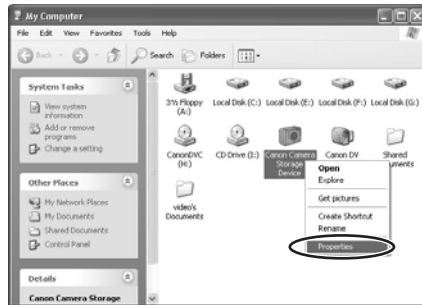 My Computer
File Edit View Favorites Tools Help
Back Search Folders
System Tasks
View system
information
Add or remove
programs
Change a setting
Other Places
My Network Places
My Documents
Shared Documents
Control Panel
Details
Canon Camera Storage
3½ Floppy
(A:)
Local Disk (C:)
Local Disk (E:)
Local Disk (F:)
Local Disk (G:)
CanonDVC
(H:)
CD Drive (I:)
Canon Camera
Storage
Device
Canon DV
Shared
uments
video's
Documents
Open
Explore
Get pictures
Create Shortcut
Rename
Properties